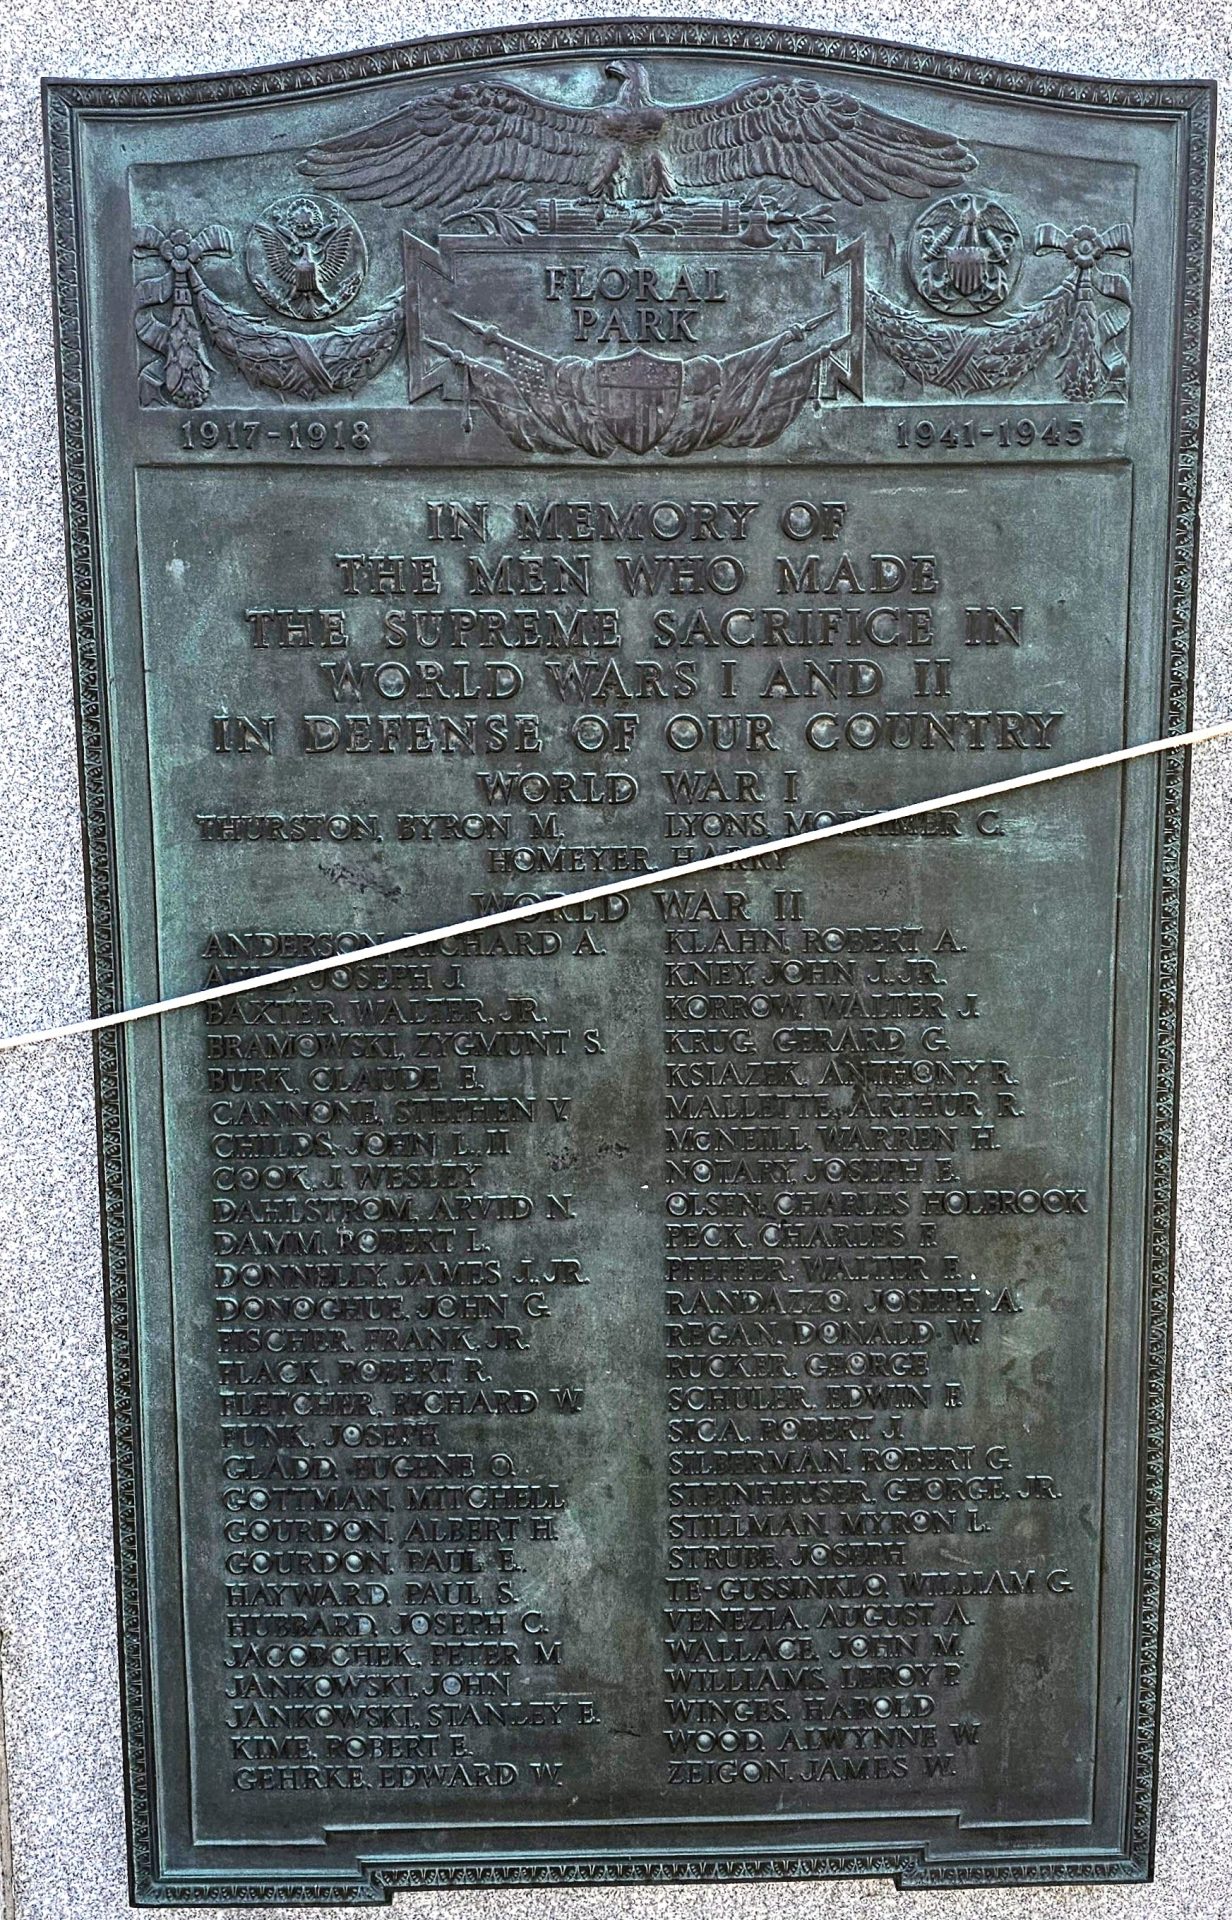 FLORAL
PARK
1917-1918 1941-1945
IN MEMORY OF
THE MEN WHO MADE
THE SUPREME SACRIFICE IN
WORLD WARS I AND II
IN DEFENSE OF OUR COUNTRY
WORLD WAR I
THURSTON, BYRON M. LYONS, MORTIMER C.
HOMEYER, HARRY
WORLD WAR II
ANDERSON, RICHARD A.
JOSEPH J.
BAXTER, WALTER, JR.
BRAMOWSKI, ZYGMUNT S.
BURK, CLAUDE E.
CANNONE, STEPHEN V.
CHILDS, JOHN L., II
COOK, J. WESLEY
DAHLSTROM, ARVID N.
DAMM, ROBERT L.
DONNELLY, JAMES J., JR.
DONOGHUE, JOHN G.
FISCHER, FRANK, JR.
FLACK, ROBERT R.
FLETCHER, RICHARD W.
FUNK, JOSEPH
GLADD, EUGENE O.
GOTTMAN, MITCHELL
GOURDON, ALBERT H.
GOURDON, PAUL E.
HAYWARD, PAUL S.
HUBBARD, JOSEPH C.
JACOBCHEK, PETER M.
JANKOWSKI, JOHN
JANKOWSKI, STANLEY E.
KIME, ROBERT E.
GEHRKE, EDWARD W.
KLAHN, ROBERT A.
KNEY, JOHN J., JR.
KORROW, WALTER J.
KRUG, GERARD G.
KSIAZEK, ANTHONY R.
MALLETTE, ARTHUR R.
McNEILL, WARREN H.
NOTARY, JOSEPH E.
OLSEN, CHARLES HOLBROOK
PECK, CHARLES F.
PFEFFER, WALTER F.
RANDAZZO, JOSEPH A.
REGAN, DONALD W.
RUCKER, GEORGE
SCHULER, EDWIN F.
SICA, ROBERT J.
SILBERMAN, ROBERT G.
STEINHEUSER, GEORGE, JR.
STILLMAN, MYRON L.
STRUBE, JOSEPH
TE-GUSSINKLO, WILLIAM G.
VENEZIA, AUGUST A.
WALLACE, JOHN M.
WILLIAMS, LEROY P.
WINGES, HAROLD
WOOD, ALWYNNE W.
ZEIGON, JAMES W.